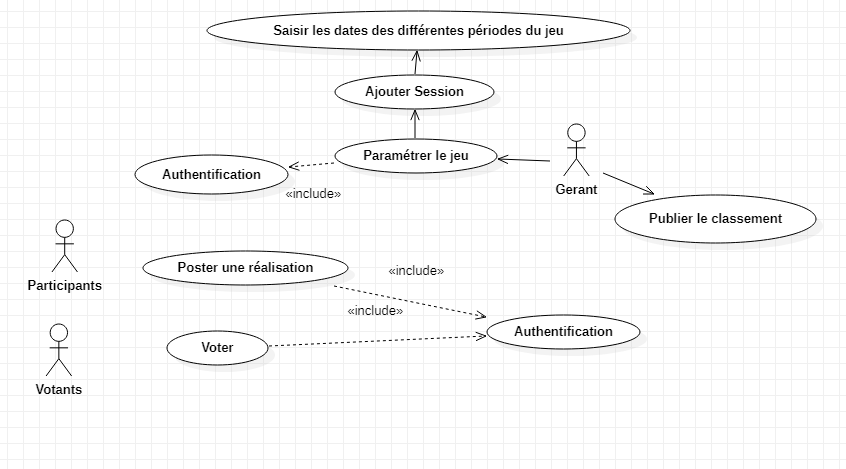 Saisir les dates des différentes périodes du jeu
Ajouter Session
Paramétrer le jeu
Authentification
«include»
Gerant
Publier le classement
Participants
Poster une réalisation
«include»
«include»
Authentification
Voter
Votants